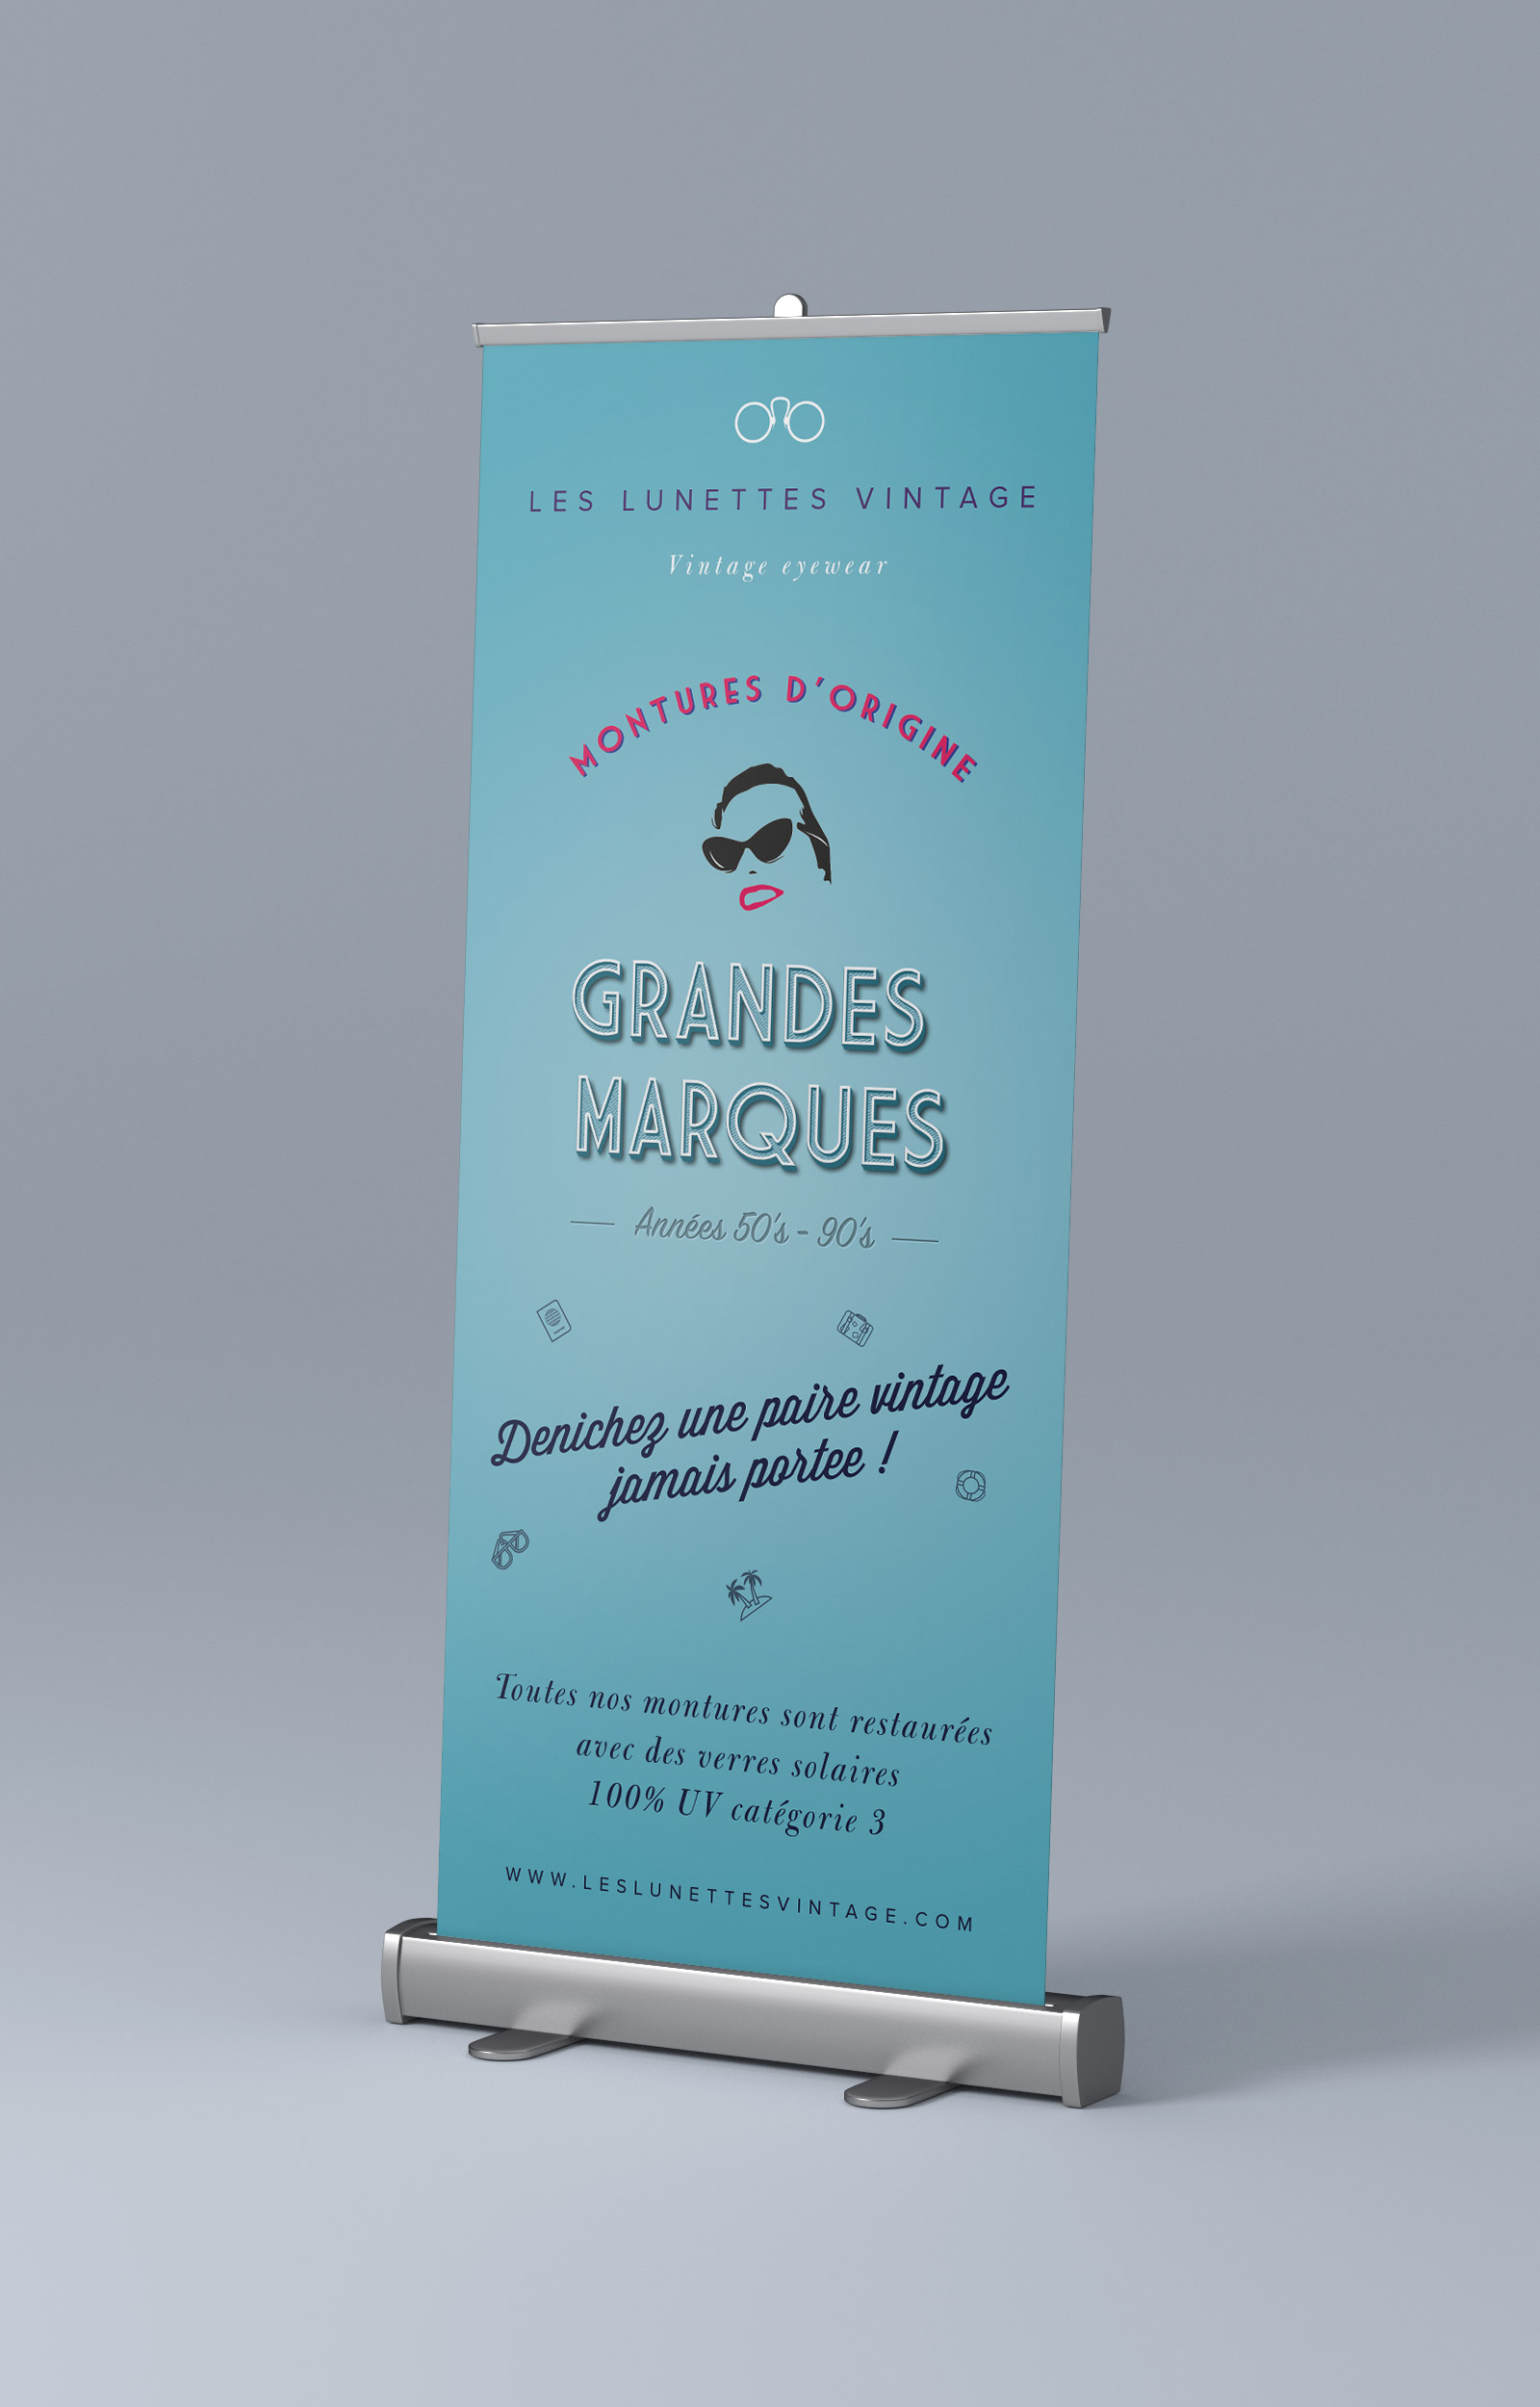 LES LUNETTES VINTAGE
Vintage eyewear
MONTURES D'ORIGINE
GRANDES
MARQUES
Années 50's - 90's
Denichez une paire vintage
jamais portee !
Toutes nos montures sont restaurées
avec des verres solaires
100% UV catégorie 3
WWW.LESLUNETTESVINTAGE.COM